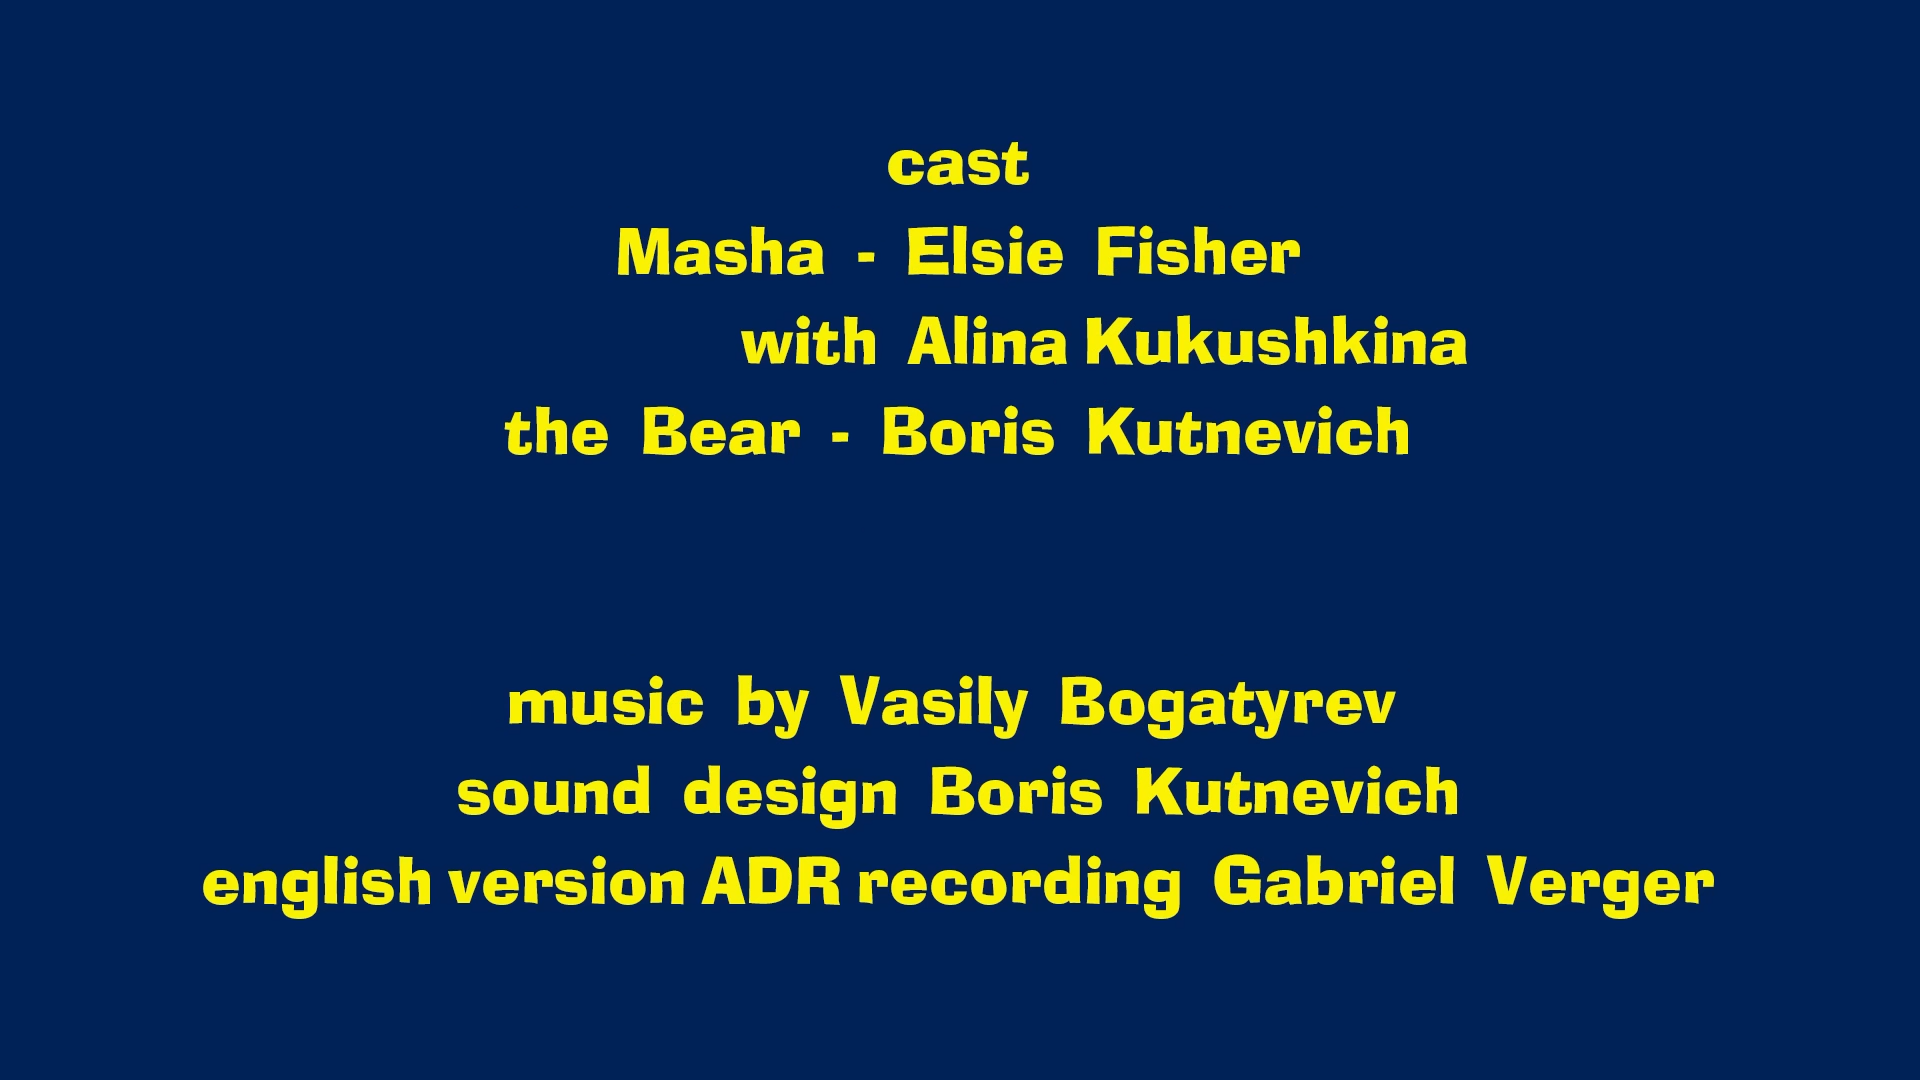 cast
Masha - Elsie Fisher
with Alina Kukushkina
the Bear - Boris Kutnevich
music by Vasily Bogatyrev
sound design Boris Kutnevich
english version ADR recording Gabriel Verger